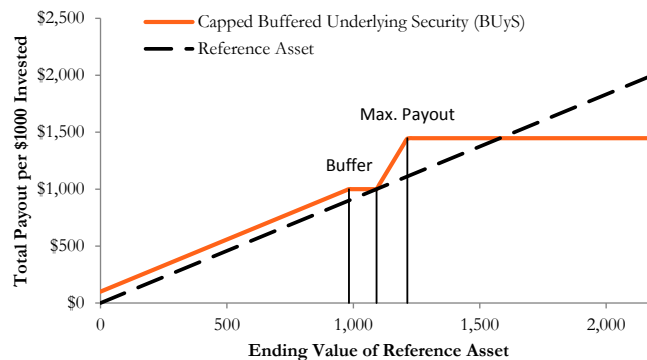 $2,500
Capped Buffered Underlying Security (BUyS)
Reference Asset
$2,000
Max. Payout
$1,500
Buffer
$1,000
$500
$0
0
500
1,000
1,500
2,000
Total Payout per $1000 Invested
Ending Value of Reference Asset